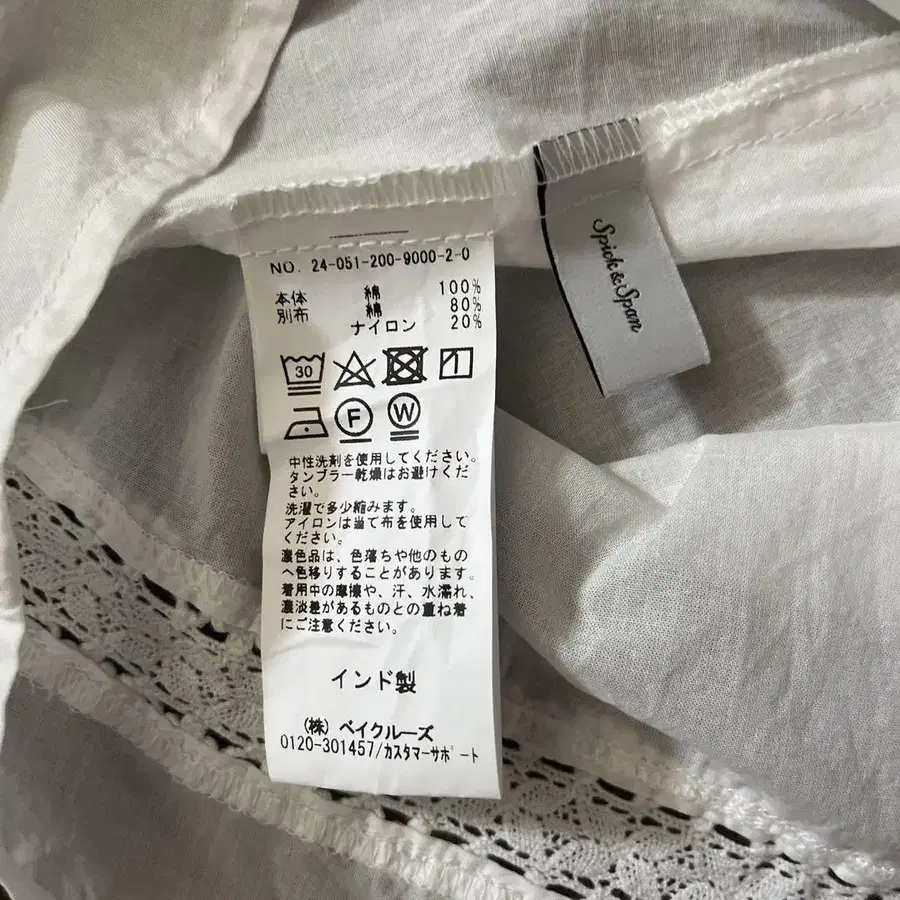 NO. 24-051-200-9000-2-0
本体 綿 100%
別布 綿 80%
ナイロン 20%
30
F W
中性洗剤を使用してください。
タンブラー乾燥はお避けくだ
さい。
洗濯で多少縮みます。
アイロンは当て布を使用して
ください。
濃色品は、色落ちや他のもの
へ色移りすることがあります。
着用中の摩擦や、汗、水濡れ、
濃淡差があるものとの重ね着
にご注意ください。
インド製
(株) ベイクルーズ
0120-301457/カスタマーサポート
Spick & Span